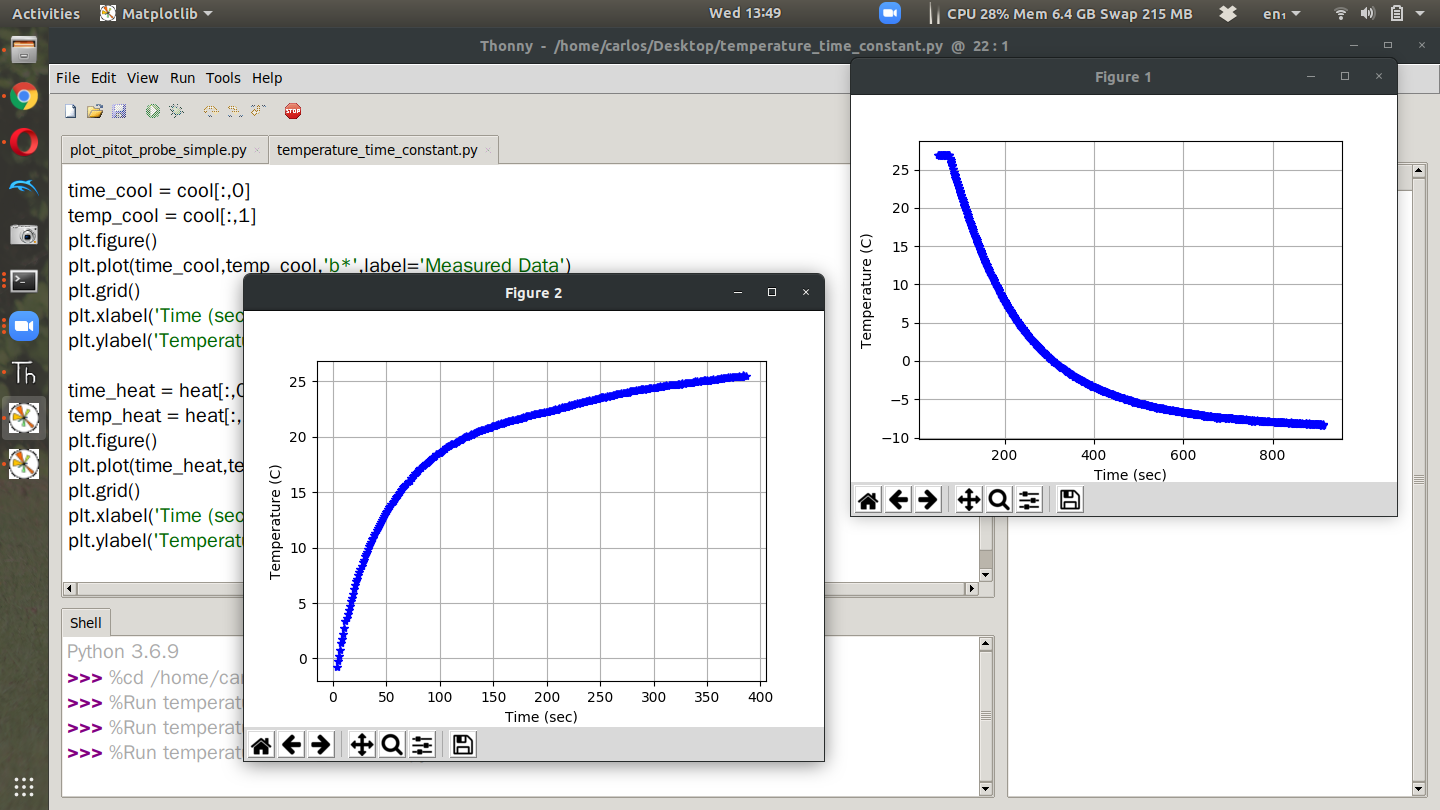 Activities Matplotlib Wed 13:49 CPU 28% Mem 6.4 GB Swap 215 MB en₁
Thonny - /home/carlos/Desktop/temperature_time_constant.py @ 22 : 1
File Edit View Run Tools Help
STOP
plot_pitot_probe_simple.py temperature_time_constant.py
time_cool = cool[:,0]
temp_cool = cool[:,1]
plt.figure()
plt.plot(time_cool,temp_cool,'b*',label='Measured Data')
plt.grid()
plt.xlabel('Time (sec
plt.ylabel('Temperat
time_heat = heat[:,0
temp_heat = heat[:,
plt.figure()
plt.plot(time_heat,te
plt.grid()
plt.xlabel('Time (sec
plt.ylabel('Temperat
Shell
Python 3.6.9
>>> %cd /home/car
>>> %Run temperat
>>> %Run temperat
>>> %Run temperat
Th
Figure 2
25
20
15
10
5
0
Temperature (C)
0 50 100 150 200 250 300 350 400
Time (sec)
Figure 1
25
20
15
10
5
0
−5
−10
Temperature (C)
200 400 600 800
Time (sec)